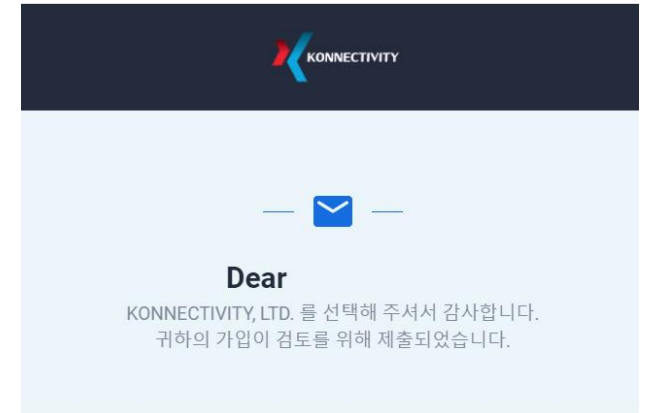 KONNECTIVITY
Dear
KONNECTIVITY, LTD. 를 선택해 주셔서 감사합니다.
귀하의 가입이 검토를 위해 제출되었습니다.